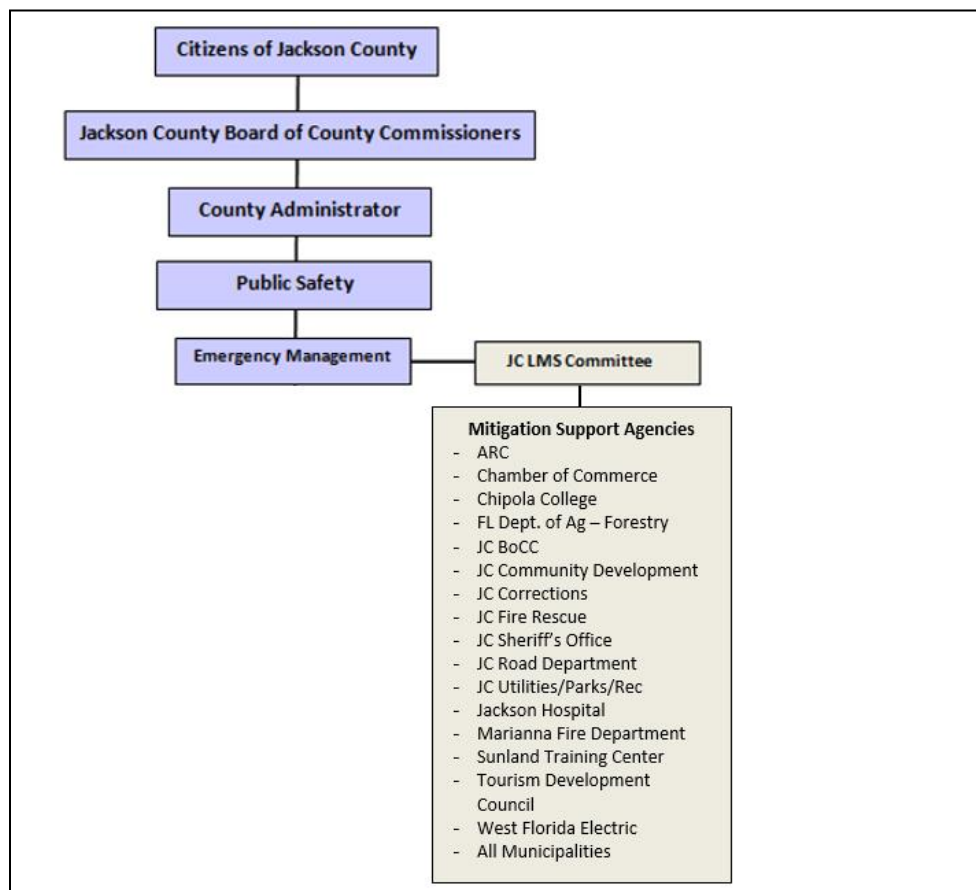 Citizens of Jackson County
Jackson County Board of County Commissioners
County Administrator
Public Safety
Emergency Management
JC LMS Committee
Mitigation Support Agencies
- ARC
- Chamber of Commerce
- Chipola College
- FL Dept. of Ag – Forestry
- JC BoCC
- JC Community Development
- JC Corrections
- JC Fire Rescue
- JC Sheriff’s Office
- JC Road Department
- JC Utilities/Parks/Rec
- Jackson Hospital
- Marianna Fire Department
- Sunland Training Center
- Tourism Development
Council
- West Florida Electric
- All Municipalities